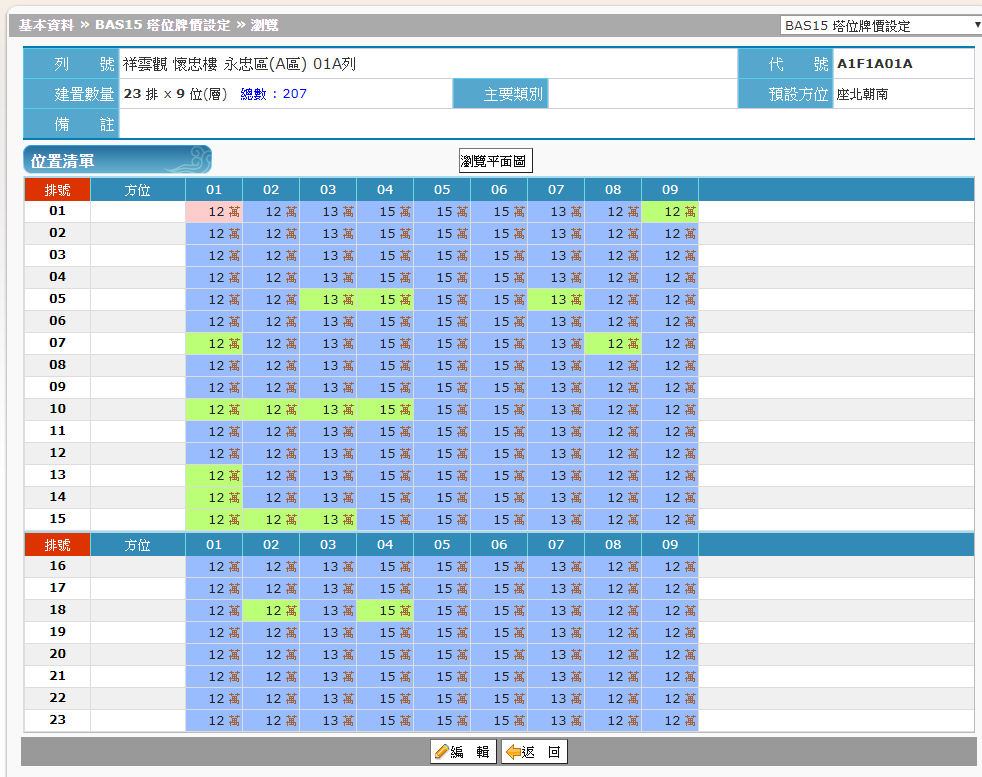 基本資料 » BAS15 塔位牌價設定 » 瀏覽 BAS15 塔位牌價設定
列 號 祥雲觀 懷忠樓 永忠區(A區) 01A列 代 號 A1F1A01A
建置數量 23 排 x 9 位(層) 總數 : 207 主要類別 預設方位 座北朝南
備 註
位置清單 瀏覽平面圖
排號 方位 01 02 03 04 05 06 07 08 09
01 12 萬 12 萬 13 萬 15 萬 15 萬 15 萬 13 萬 12 萬 12 萬
02 12 萬 12 萬 13 萬 15 萬 15 萬 15 萬 13 萬 12 萬 12 萬
03 12 萬 12 萬 13 萬 15 萬 15 萬 15 萬 13 萬 12 萬 12 萬
04 12 萬 12 萬 13 萬 15 萬 15 萬 15 萬 13 萬 12 萬 12 萬
05 12 萬 12 萬 13 萬 15 萬 15 萬 15 萬 13 萬 12 萬 12 萬
06 12 萬 12 萬 13 萬 15 萬 15 萬 15 萬 13 萬 12 萬 12 萬
07 12 萬 12 萬 13 萬 15 萬 15 萬 15 萬 13 萬 12 萬 12 萬
08 12 萬 12 萬 13 萬 15 萬 15 萬 15 萬 13 萬 12 萬 12 萬
09 12 萬 12 萬 13 萬 15 萬 15 萬 15 萬 13 萬 12 萬 12 萬
10 12 萬 12 萬 13 萬 15 萬 15 萬 15 萬 13 萬 12 萬 12 萬
11 12 萬 12 萬 13 萬 15 萬 15 萬 15 萬 13 萬 12 萬 12 萬
12 12 萬 12 萬 13 萬 15 萬 15 萬 15 萬 13 萬 12 萬 12 萬
13 12 萬 12 萬 13 萬 15 萬 15 萬 15 萬 13 萬 12 萬 12 萬
14 12 萬 12 萬 13 萬 15 萬 15 萬 15 萬 13 萬 12 萬 12 萬
15 12 萬 12 萬 13 萬 15 萬 15 萬 15 萬 13 萬 12 萬 12 萬
排號 方位 01 02 03 04 05 06 07 08 09
16 12 萬 12 萬 13 萬 15 萬 15 萬 15 萬 13 萬 12 萬 12 萬
17 12 萬 12 萬 13 萬 15 萬 15 萬 15 萬 13 萬 12 萬 12 萬
18 12 萬 12 萬 13 萬 15 萬 15 萬 15 萬 13 萬 12 萬 12 萬
19 12 萬 12 萬 13 萬 15 萬 15 萬 15 萬 13 萬 12 萬 12 萬
20 12 萬 12 萬 13 萬 15 萬 15 萬 15 萬 13 萬 12 萬 12 萬
21 12 萬 12 萬 13 萬 15 萬 15 萬 15 萬 13 萬 12 萬 12 萬
22 12 萬 12 萬 13 萬 15 萬 15 萬 15 萬 13 萬 12 萬 12 萬
23 12 萬 12 萬 13 萬 15 萬 15 萬 15 萬 13 萬 12 萬 12 萬
編 輯 返 回